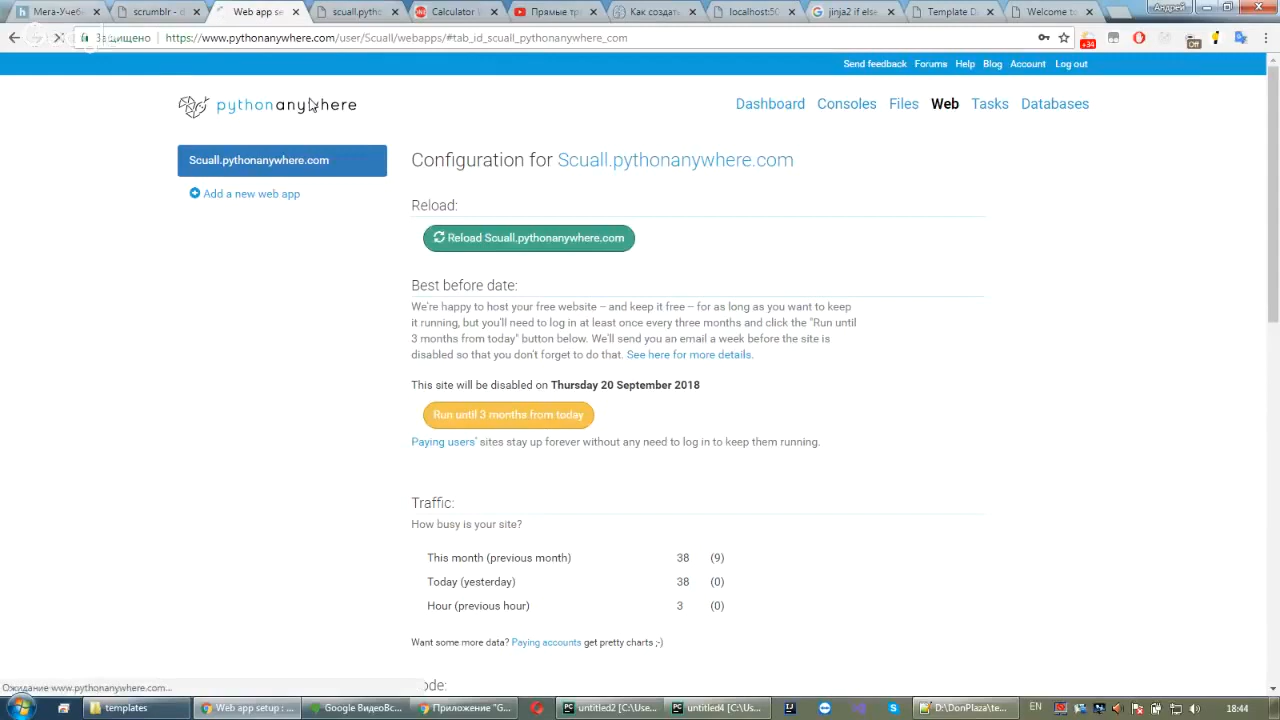 Андрей
Мега-Учебн
scrumblr - d
Web app se
scuall.pytho
Calculator
Прямые тр
Как создат
localhost:50
jinja2 if else
Template D
Welcome to
Защищено
https://www.pythonanywhere.com/user/Scuall/webapps/#tab_id_scuall_pythonanywhere_com
+34
Off
Send feedback Forums Help Blog Account Log out
pythonanywhere
Dashboard Consoles Files Web Tasks Databases
Scuall.pythonanywhere.com
Add a new web app
Configuration for Scuall.pythonanywhere.com
Reload:
Reload Scuall.pythonanywhere.com
Best before date:
We're happy to host your free website – and keep it free – for as long as you want to keep
it running, but you'll need to log in at least once every three months and click the "Run until
3 months from today" button below. We'll send you an email a week before the site is
disabled so that you don't forget to do that. See here for more details.
This site will be disabled on Thursday 20 September 2018
Run until 3 months from today
Paying users' sites stay up forever without any need to log in to keep them running.
Traffic:
How busy is your site?
This month (previous month) 38 (9)
Today (yesterday) 38 (0)
Hour (previous hour) 3 (0)
Want some more data? Paying accounts get pretty charts ;-)
ode:
Ожидание www.pythonanywhere.com...
templates
Web app setup : ...
Google ВидеоВс...
Приложение "G...
untitled2 [C:\Use...
untitled4 [C:\Us...
D:\DonPlaza\te...
EN
18:44